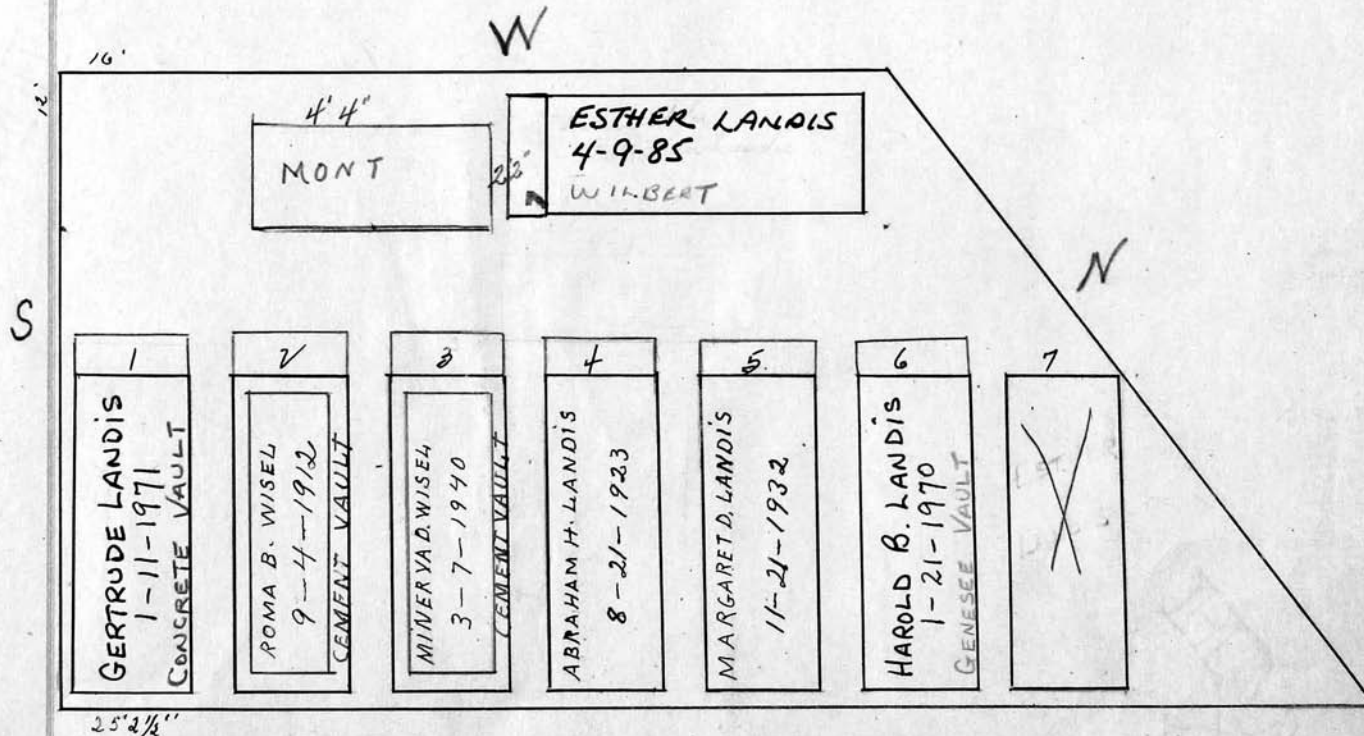 W
16'
12'
4' 4"
MONT
2'2"
ESTHER LANDIS
4-9-85
WILBERT
N
S
1
GERTRUDE LANDIS
1-11-1971
CONCRETE VAULT
2
ROMA B. WISEL
9-4-1912
CEMENT VAULT
3
MINERVA D. WISEL
3-7-1940
CEMENT VAULT
4
ABRAHAM H. LANDIS
8-21-1923
5
MARGARET D. LANDIS
11-21-1932
6
HAROLD B. LANDIS
1-21-1970
GENESEE VAULT
7
25' 2½"